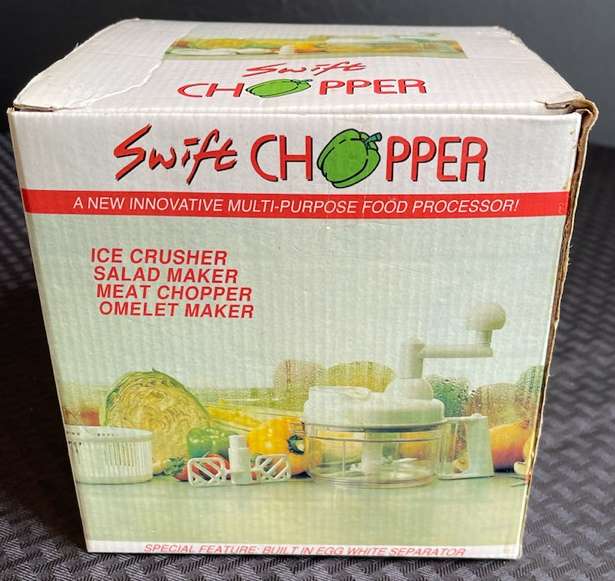 Swift
CHOPPER
Swift CHOPPER
A NEW INNOVATIVE MULTI-PURPOSE FOOD PROCESSOR!
ICE CRUSHER
SALAD MAKER
MEAT CHOPPER
OMELET MAKER
SPECIAL FEATURE: BUILT IN EGG WHITE SEPARATOR